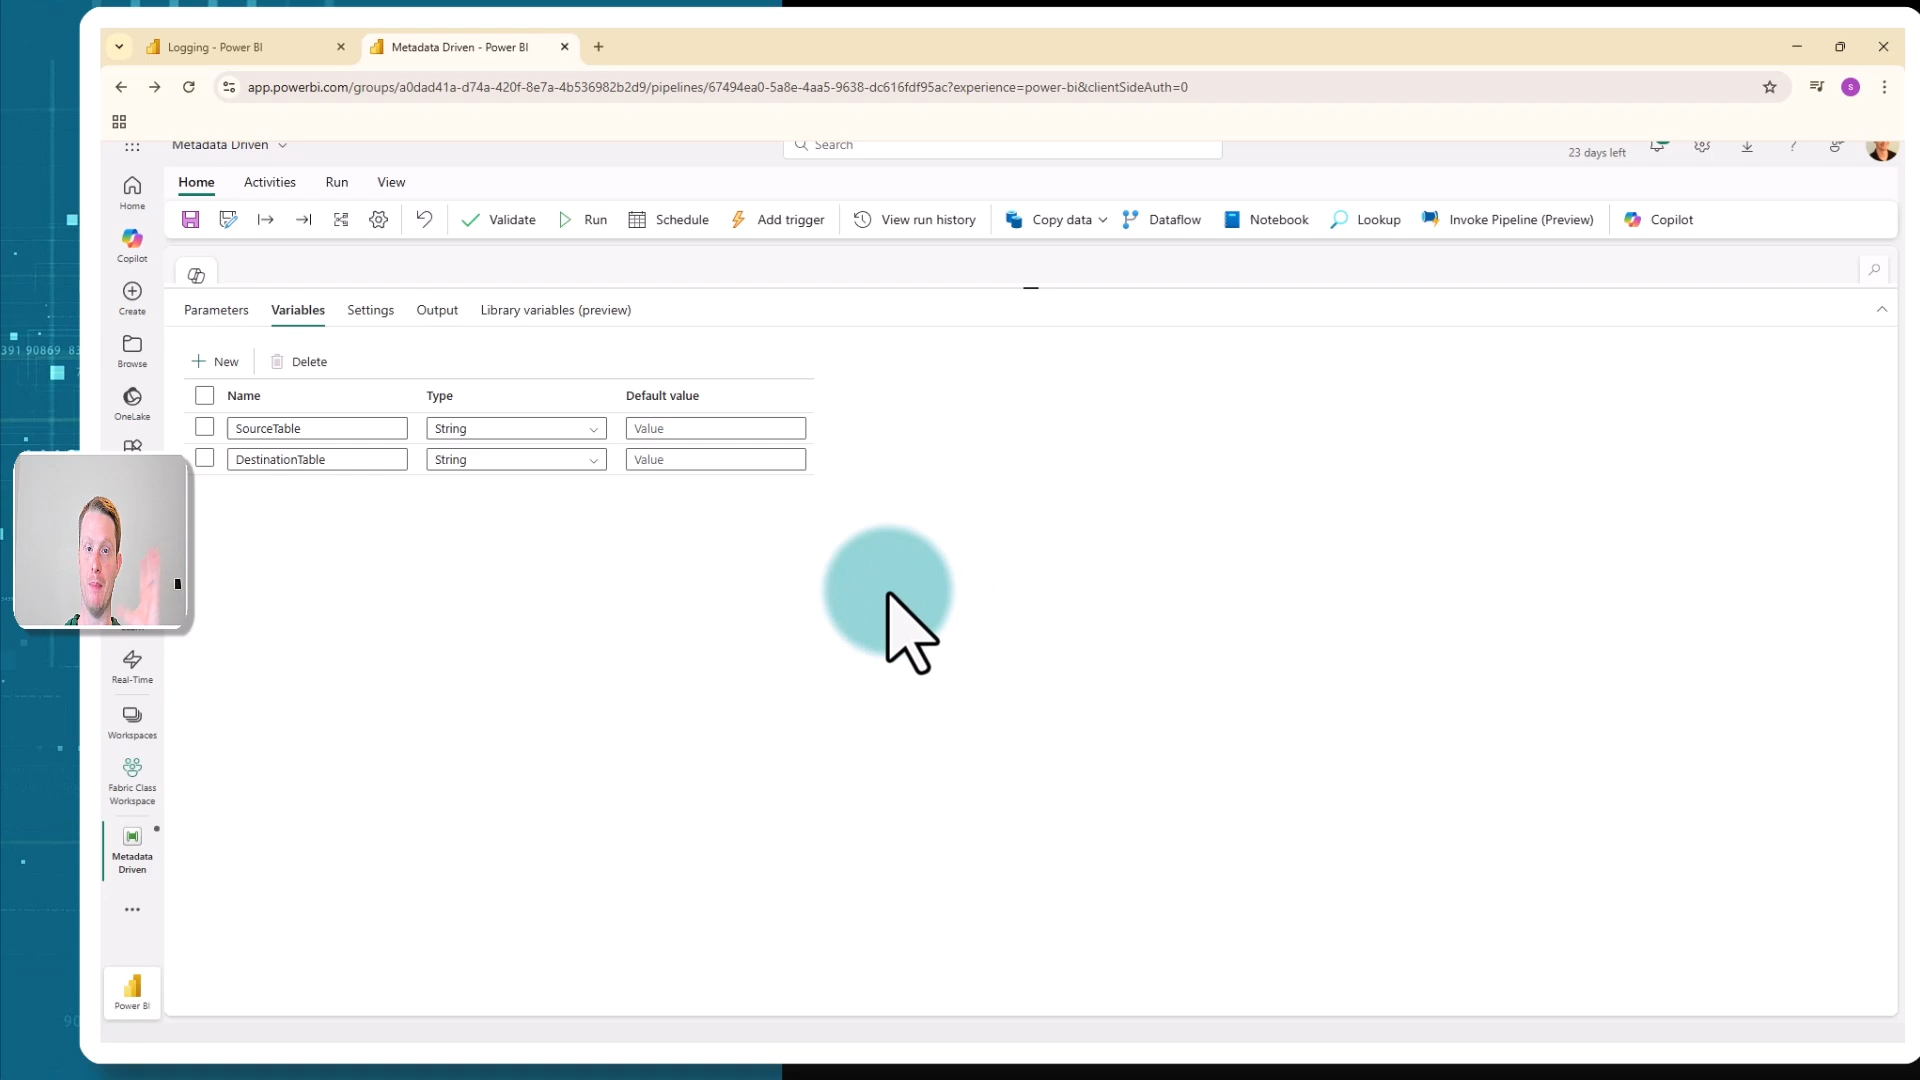 Logging - Power BI
Metadata Driven - Power BI
app.powerbi.com/groups/a0dad41a-d74a-420f-8e7a-4b536982b2d9/pipelines/67494ea0-5a8e-4aa5-9638-dc616fdf95ac?experience=power-bi&clientSideAuth=0
s
Metadata Driven
Search
23 days left
Home
Activities
Run
View
Validate
Run
Schedule
Add trigger
View run history
Copy data
Dataflow
Notebook
Lookup
Invoke Pipeline (Preview)
Copilot
Home
Copilot
Create
Browse
OneLake
Real-Time
Workspaces
Fabric Class
Workspace
Metadata
Driven
Power BI
Parameters
Variables
Settings
Output
Library variables (preview)
New
Delete
Name
Type
Default value
SourceTable
String
Value
DestinationTable
String
Value
391 90869 83
90